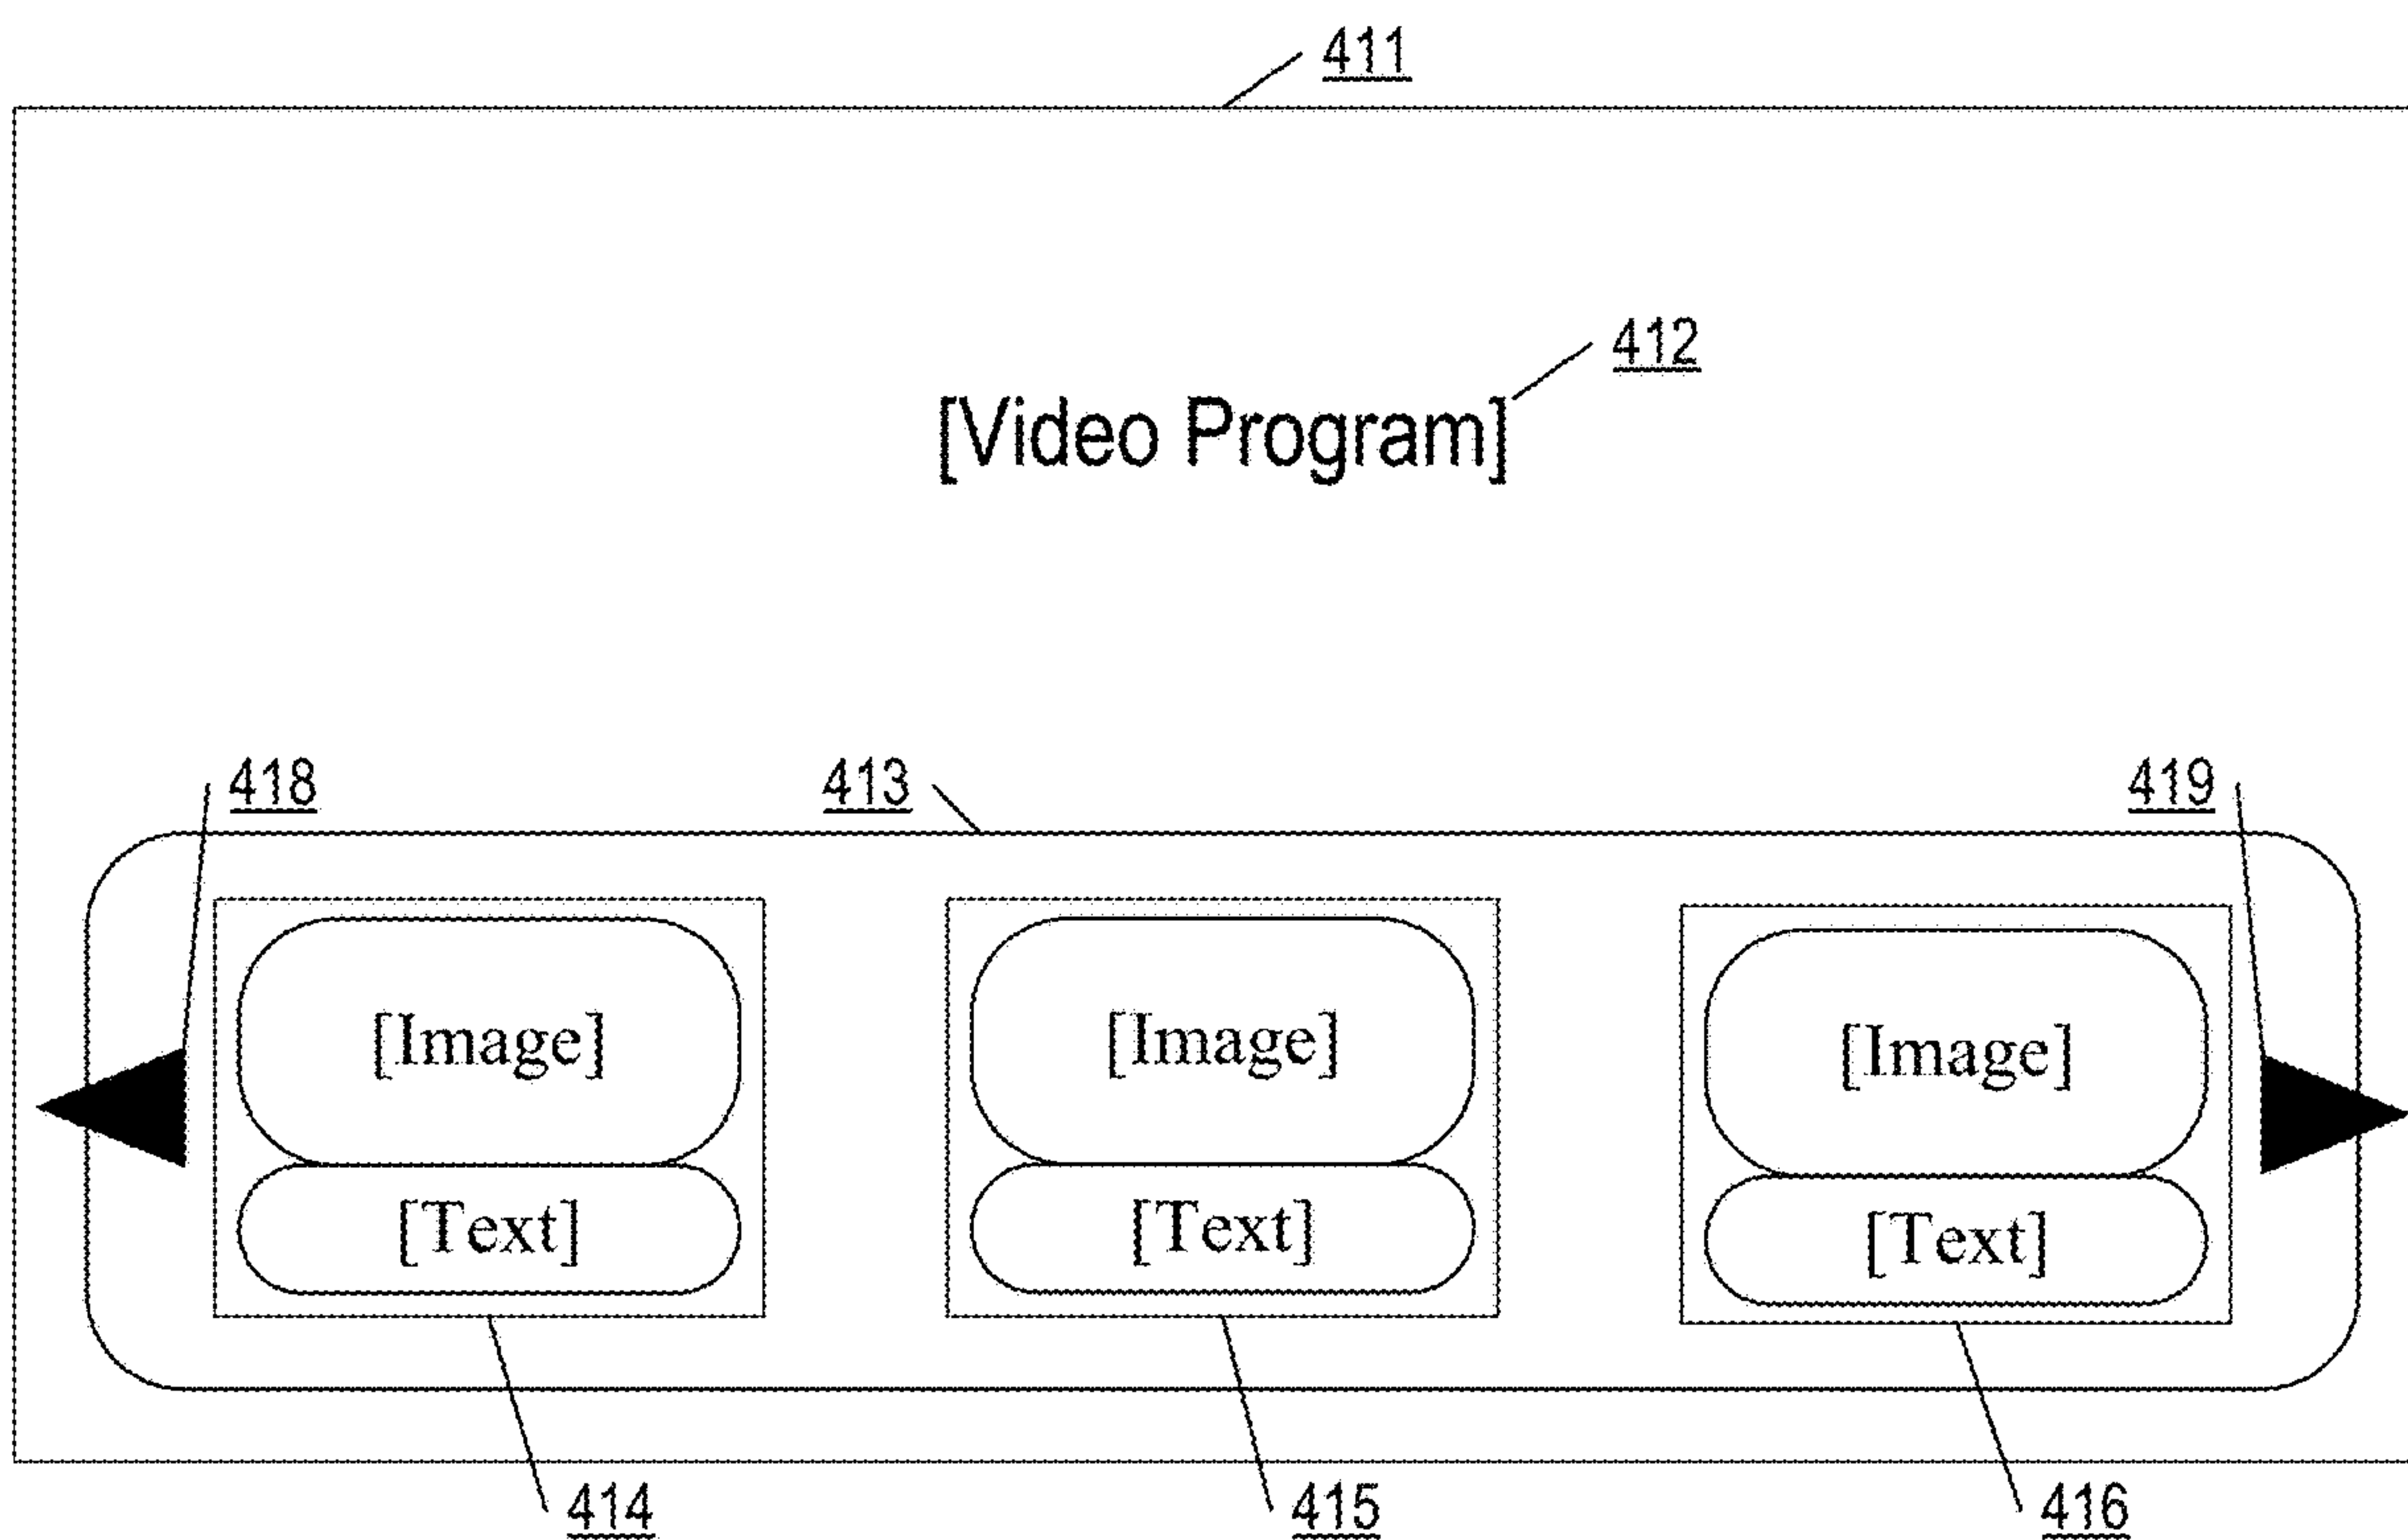 411
412
[Video Program]
418
413
419
[Image]
[Image]
[Image]
[Text]
[Text]
[Text]
414
415
416